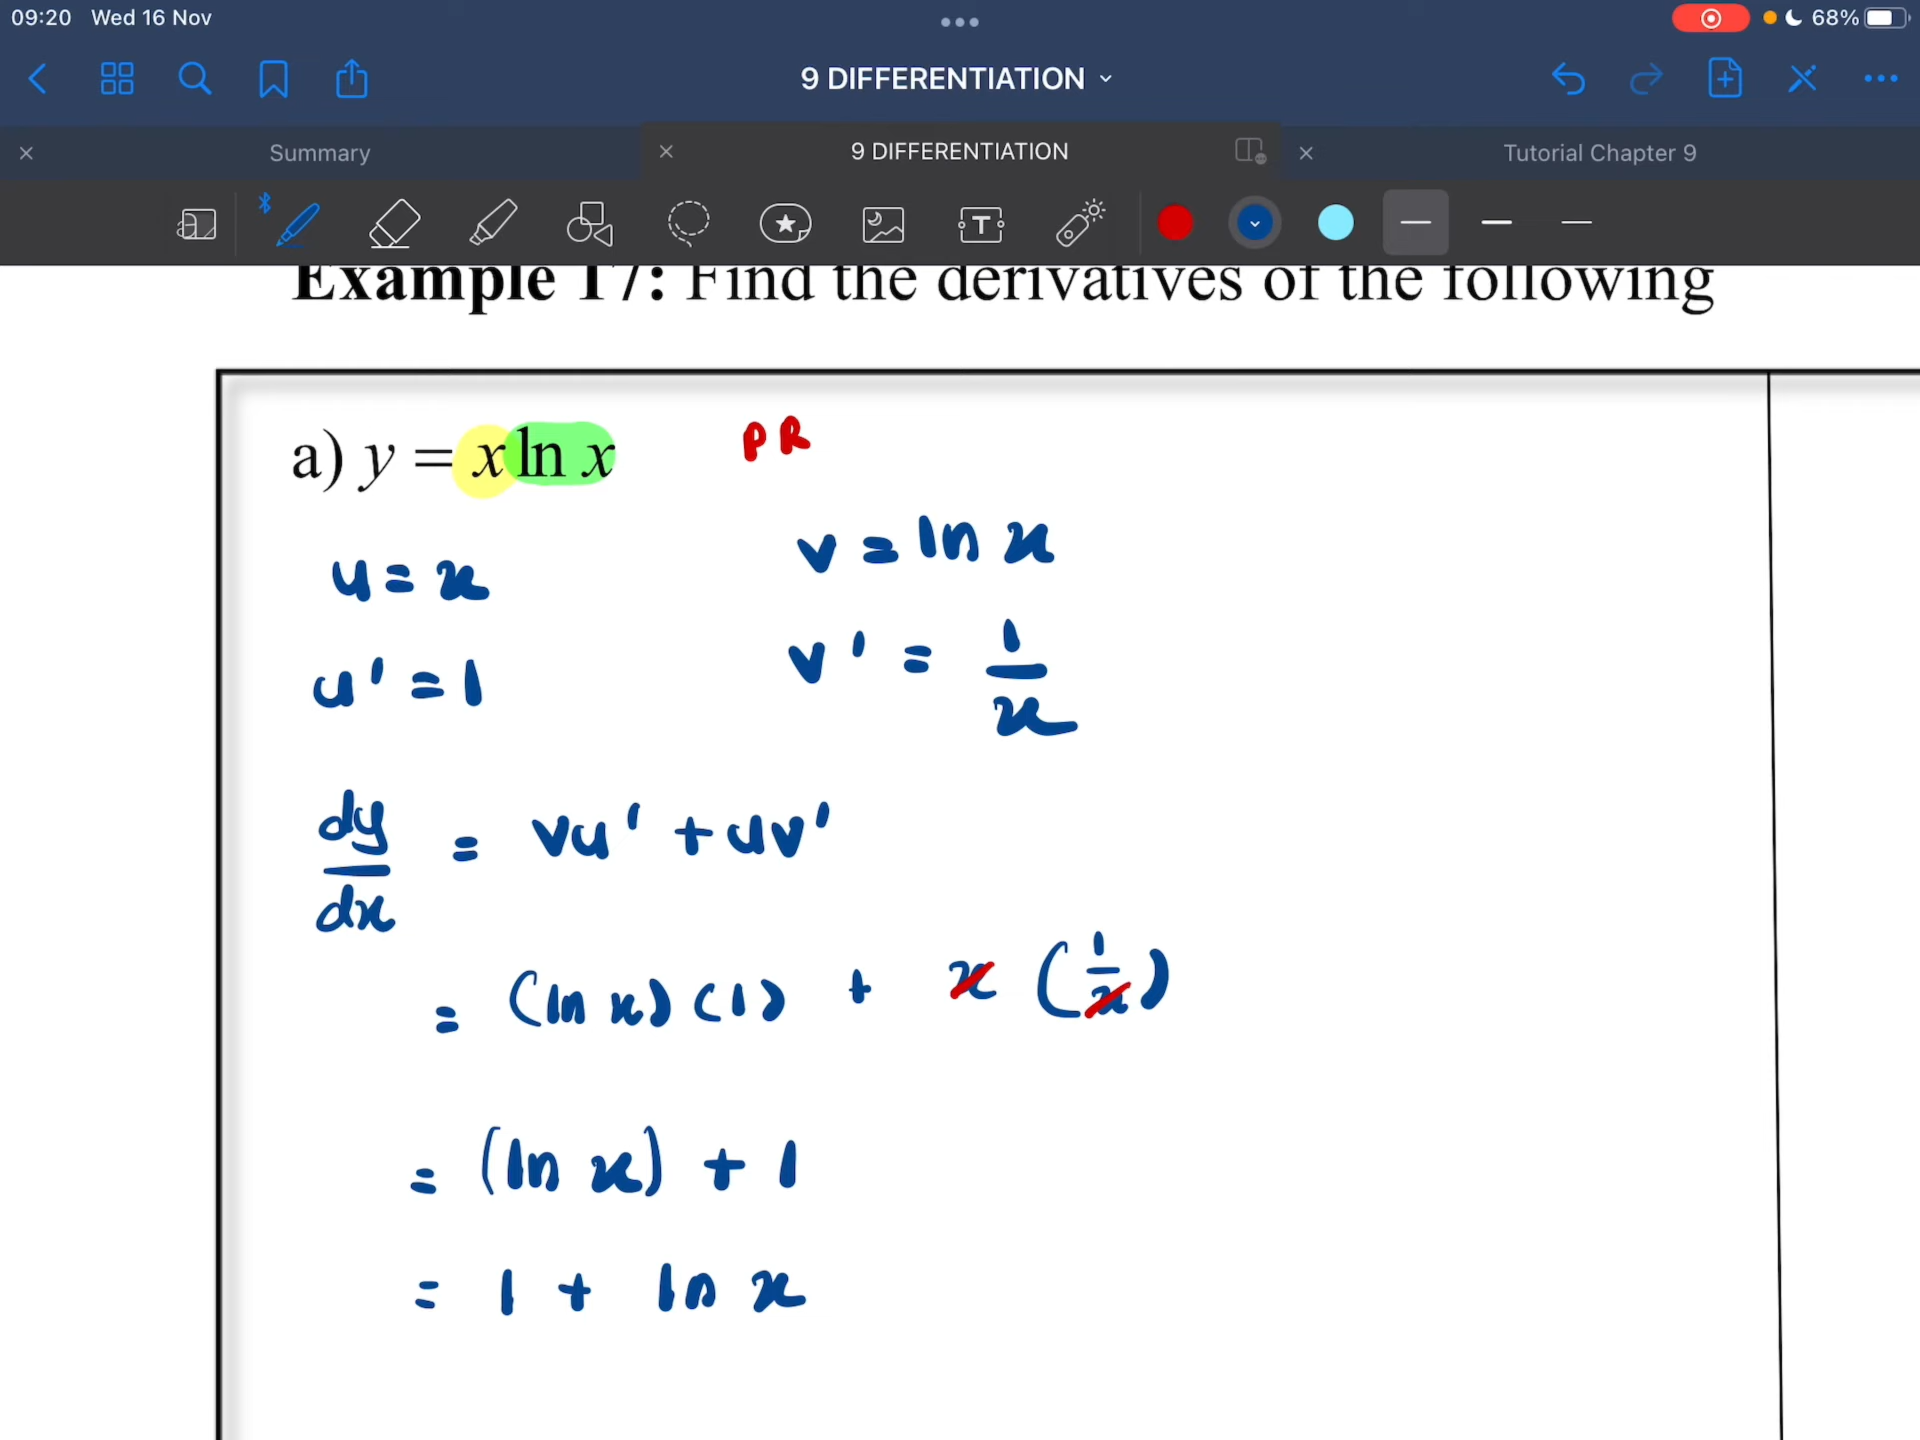 09:20 Wed 16 Nov
68%
9 DIFFERENTIATION
Summary
9 DIFFERENTIATION
Tutorial Chapter 9
Example 17: Find the derivatives of the following
a) y = x ln x PR
u = x v = ln x
u' = 1 v' = 1/x
dy/dx = vu' + uv'
= (ln x) (1) + x (1/x)
= (ln x) + 1
= 1 + ln x